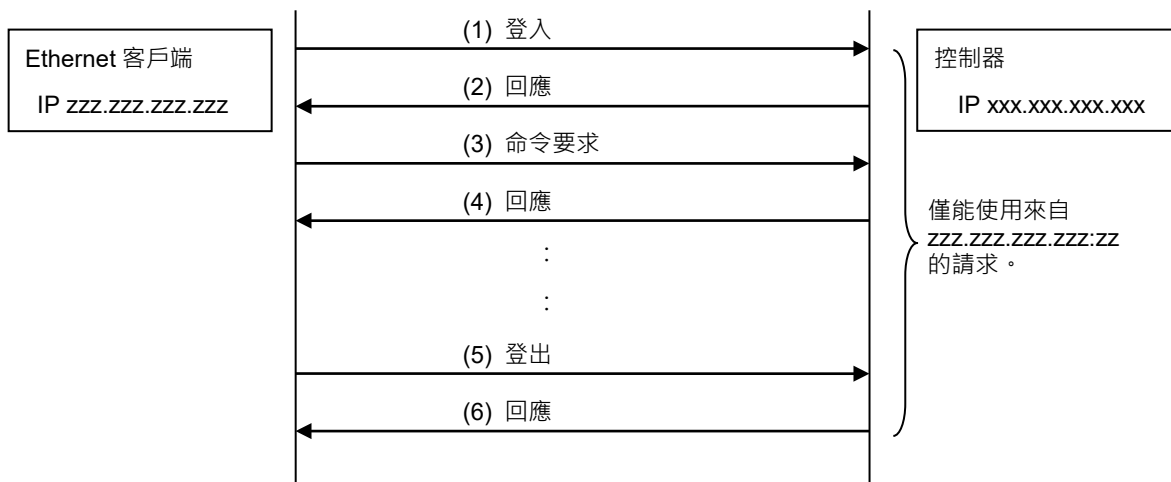 (1) 登入
Ethernet 客戶端
IP zzz.zzz.zzz.zzz
控制器
IP xxx.xxx.xxx.xxx
(2) 回應
(3) 命令要求
(4) 回應
僅能使用來自
zzz.zzz.zzz.zzz:zz
的請求。
:
:
(5) 登出
(6) 回應